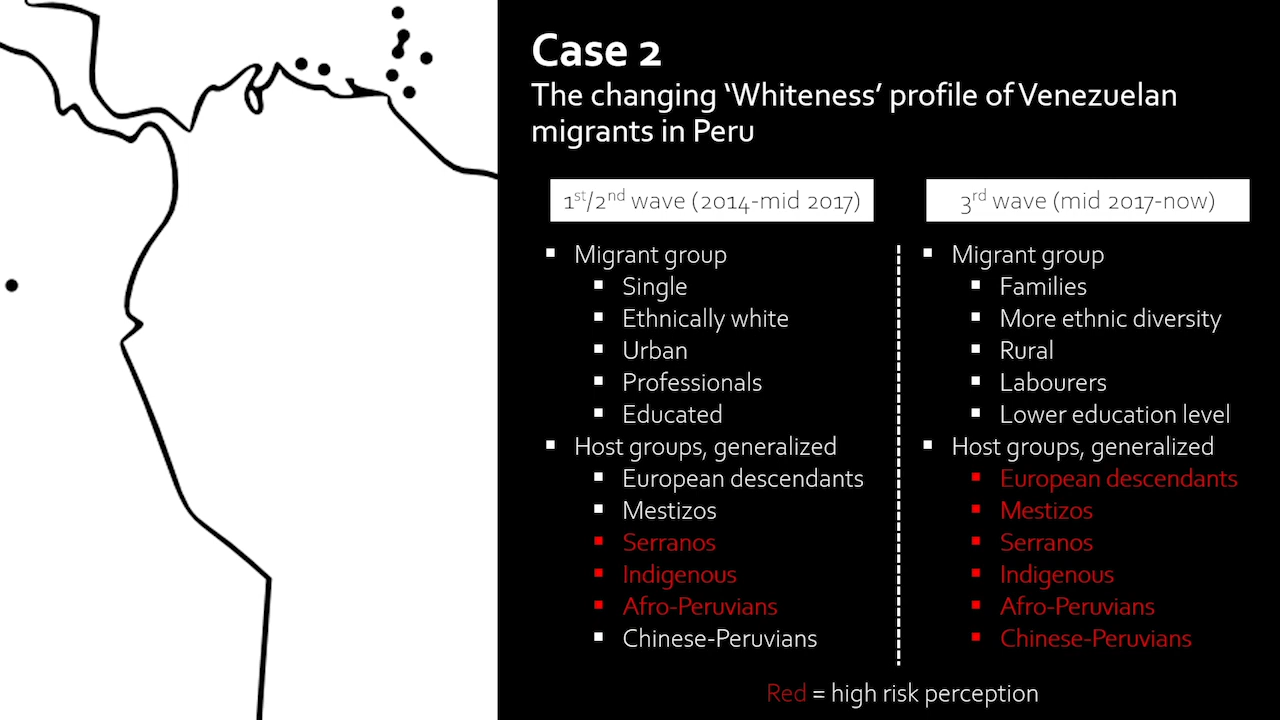 Case 2
The changing ‘Whiteness’ profile of Venezuelan
migrants in Peru
1st/2nd wave (2014-mid 2017)
Migrant group
Single
Ethnically white
Urban
Professionals
Educated
Host groups, generalized
European descendants
Mestizos
Serranos
Indigenous
Afro-Peruvians
Chinese-Peruvians
3rd wave (mid 2017-now)
Migrant group
Families
More ethnic diversity
Rural
Labourers
Lower education level
Host groups, generalized
European descendants
Mestizos
Serranos
Indigenous
Afro-Peruvians
Chinese-Peruvians
Red = high risk perception